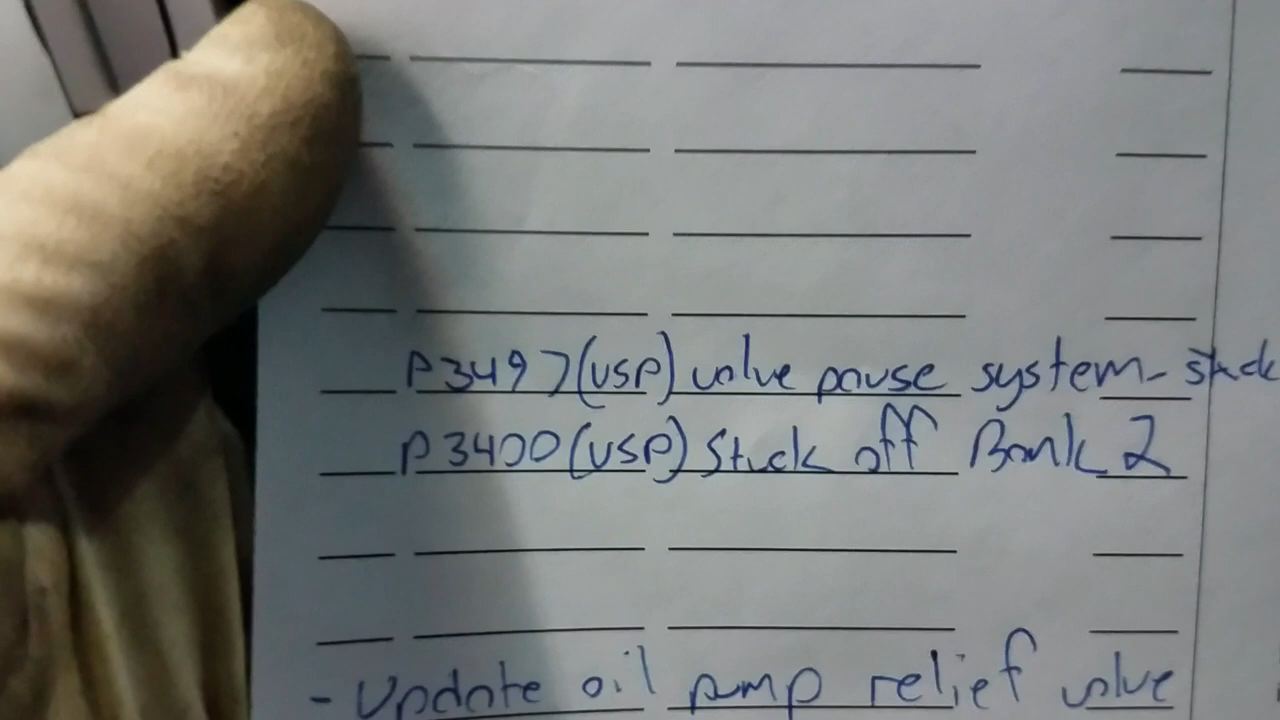 P3497 (VSP) valve pause system - stuck
P3400 (VSP) Stuck off Bank 2
- Update oil pump relief valve